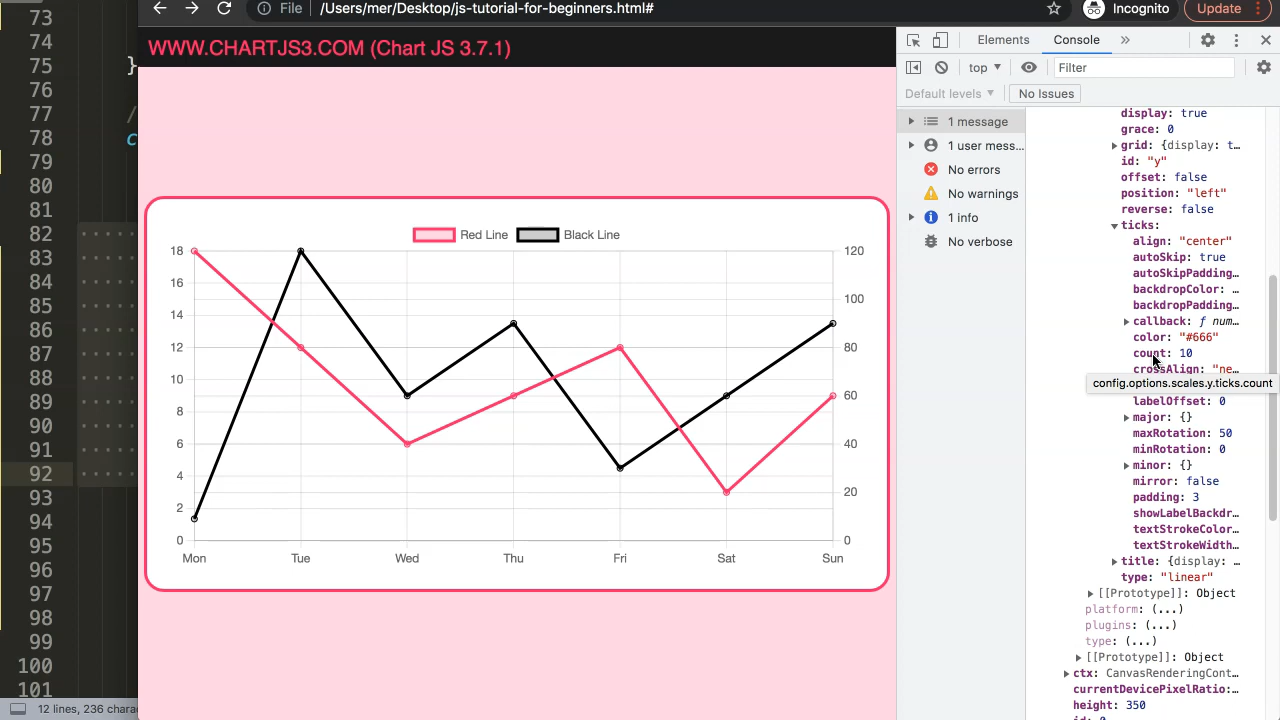 73
74
75 }
76
77 /
78 c
79
80
81
82
83
84
85
86
87
88
89
90
91
92
93
94
95
96
97
98
99
100
101
12 lines, 236 chara
File /Users/mer/Desktop/js-tutorial-for-beginners.html#
Incognito
Update
WWW.CHARTJS3.COM (Chart JS 3.7.1)
Red Line Black Line
18 120
16
14 100
12 80
10
8 60
6 40
4
2 20
0 0
Mon Tue Wed Thu Fri Sat Sun
Elements Console »
top Filter
Default levels No Issues
1 message
1 user mess…
No errors
No warnings
1 info
No verbose
display: true
grace: 0
grid: {display: t…
id: "y"
offset: false
position: "left"
reverse: false
ticks:
align: "center"
autoSkip: true
autoSkipPadding…
backdropColor: …
backdropPadding…
callback: ƒ num…
color: "#666"
count: 10
crossAlign: "ne…
config.options.scales.y.ticks.count
labelOffset: 0
major: {}
maxRotation: 50
minRotation: 0
minor: {}
mirror: false
padding: 3
showLabelBackdr…
textStrokeColor…
textStrokeWidth…
title: {display: …
type: "linear"
[[Prototype]]: Object
platform: (...)
plugins: (...)
type: (...)
[[Prototype]]: Object
ctx: CanvasRenderingCont…
currentDevicePixelRatio:…
height: 350